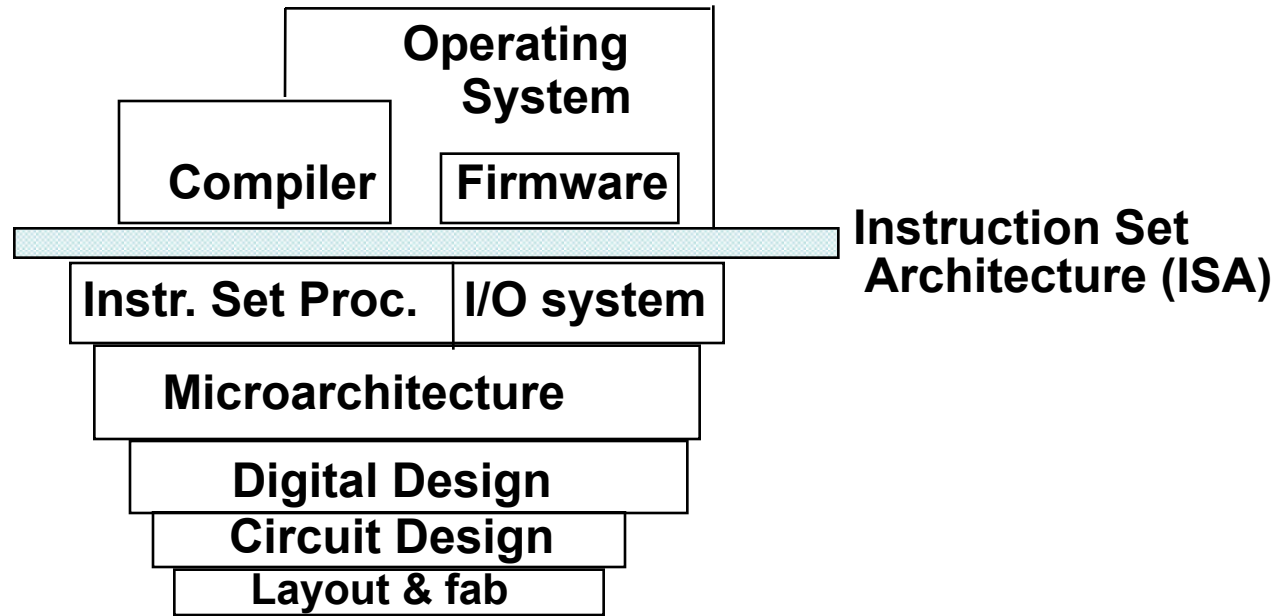 Operating
System
Compiler
Firmware
Instruction Set
Architecture (ISA)
Instr. Set Proc.
I/O system
Microarchitecture
Digital Design
Circuit Design
Layout & fab